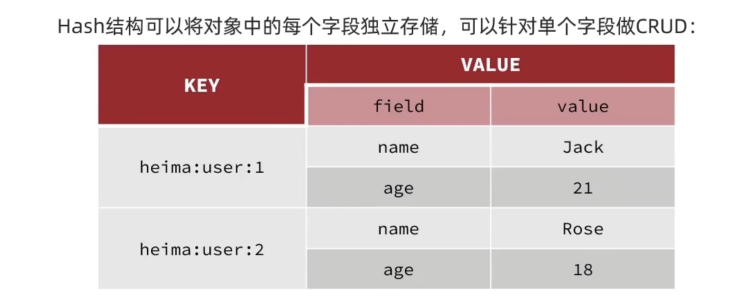 Hash结构可以将对象中的每个字段独立存储，可以针对单个字段做CRUD：
KEY VALUE
field value
heima:user:1 name Jack
age 21
heima:user:2 name Rose
age 18